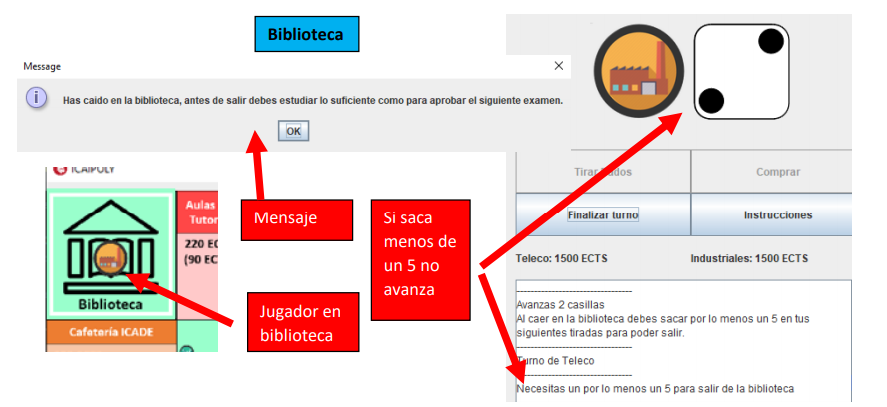 Biblioteca
Message
Has caido en la biblioteca, antes de salir debes estudiar lo suficiente como para aprobar el siguiente examen.
OK
ICAIPOLY
Aulas
Tutor
220 EC
(90 EC
Biblioteca
Cafetería ICADE
Mensaje
Jugador en
biblioteca
Si saca
menos de
un 5 no
avanza
Tirar Dados
Comprar
Finalizar turno
Instrucciones
Teleco: 1500 ECTS
Industriales: 1500 ECTS
---------------------------------
Avanzas 2 casillas
Al caer en la biblioteca debes sacar por lo menos un 5 en tus
siguientes tiradas para poder salir.
---------------------------------
Turno de Teleco
---------------------------------
Necesitas un por lo menos un 5 para salir de la biblioteca